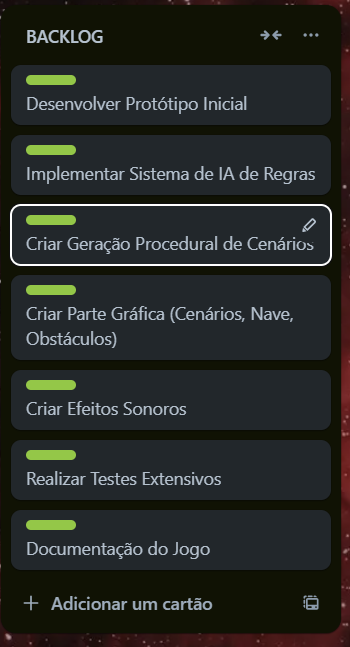 BACKLOG
Desenvolver Protótipo Inicial
Implementar Sistema de IA de Regras
Criar Geração Procedural de Cenários
Criar Parte Gráfica (Cenários, Nave,
Obstáculos)
Criar Efeitos Sonoros
Realizar Testes Extensivos
Documentação do Jogo
Adicionar um cartão